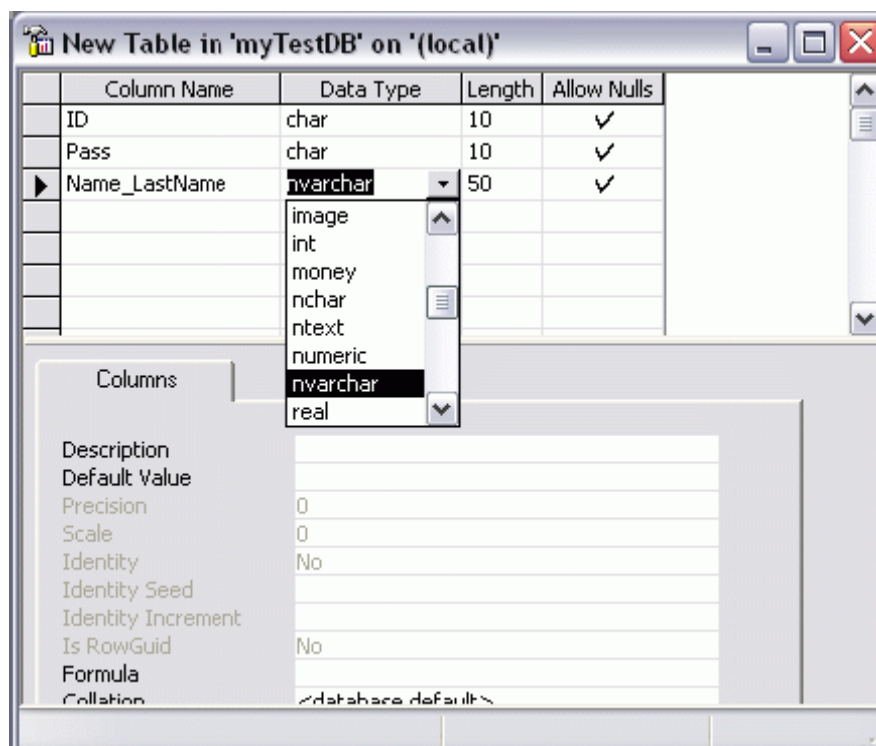 New Table in 'myTestDB' on '(local)'
Column Name Data Type Length Allow Nulls
ID char 10
Pass char 10
Name_LastName nvarchar 50
image
int
money
nchar
ntext
numeric
nvarchar
real
Columns
Description
Default Value
Precision 0
Scale 0
Identity No
Identity Seed
Identity Increment
Is RowGuid No
Formula
Collation <database default>